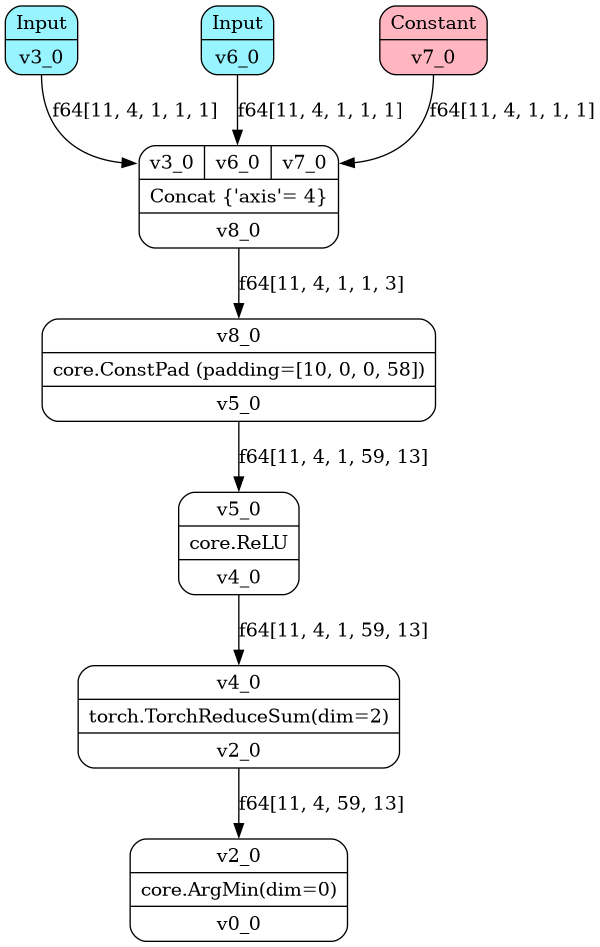 Input
v3_0
Input
v6_0
Constant
v7_0
f64[11, 4, 1, 1, 1]
f64[11, 4, 1, 1, 1]
f64[11, 4, 1, 1, 1]
v3_0
v6_0
v7_0
Concat {'axis'= 4}
v8_0
f64[11, 4, 1, 1, 3]
v8_0
core.ConstPad (padding=[10, 0, 0, 58])
v5_0
f64[11, 4, 1, 59, 13]
v5_0
core.ReLU
v4_0
f64[11, 4, 1, 59, 13]
v4_0
torch.TorchReduceSum(dim=2)
v2_0
f64[11, 4, 59, 13]
v2_0
core.ArgMin(dim=0)
v0_0